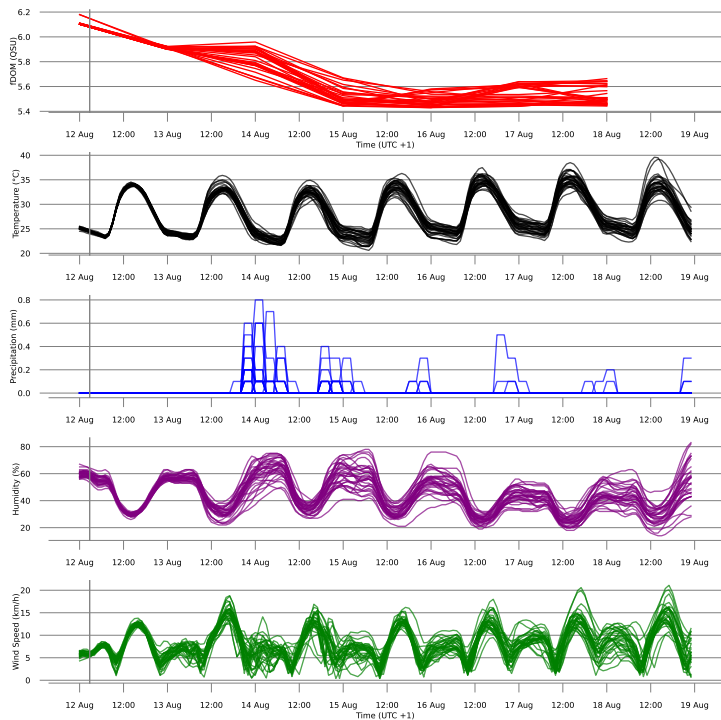 fDOM (QSU)
6.2
6.0
5.8
5.6
5.4
12 Aug 12:00 13 Aug 12:00 14 Aug 12:00 15 Aug 12:00 16 Aug 12:00 17 Aug 12:00 18 Aug 12:00 19 Aug
Time (UTC +1)
Temperature (°C)
40
35
30
25
20
12 Aug 12:00 13 Aug 12:00 14 Aug 12:00 15 Aug 12:00 16 Aug 12:00 17 Aug 12:00 18 Aug 12:00 19 Aug
Precipitation (mm)
0.8
0.6
0.4
0.2
0.0
12 Aug 12:00 13 Aug 12:00 14 Aug 12:00 15 Aug 12:00 16 Aug 12:00 17 Aug 12:00 18 Aug 12:00 19 Aug
Humidity (%)
80
60
40
20
12 Aug 12:00 13 Aug 12:00 14 Aug 12:00 15 Aug 12:00 16 Aug 12:00 17 Aug 12:00 18 Aug 12:00 19 Aug
Wind Speed (km/h)
20
15
10
5
0
12 Aug 12:00 13 Aug 12:00 14 Aug 12:00 15 Aug 12:00 16 Aug 12:00 17 Aug 12:00 18 Aug 12:00 19 Aug
Time (UTC +1)